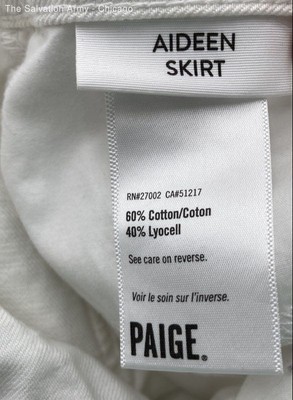 The Salvation Army - Chicago
AIDEEN
SKIRT
RN#27002 CA#51217
60% Cotton/Coton
40% Lyocell
See care on reverse.
Voir le soin sur l'inverse.
PAIGE®